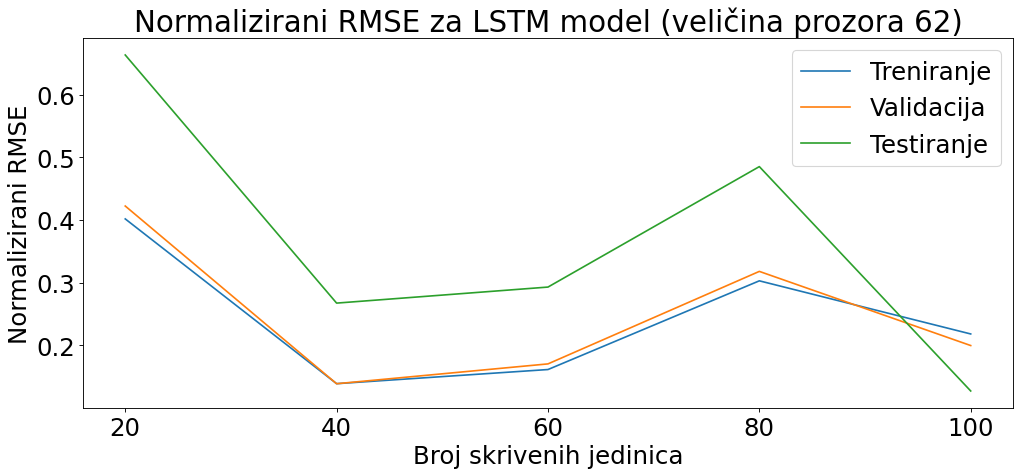 Normalizirani RMSE za LSTM model (veličina prozora 62)
Normalizirani RMSE
0.6
0.5
0.4
0.3
0.2
Treniranje
Validacija
Testiranje
20 40 60 80 100
Broj skrivenih jedinica